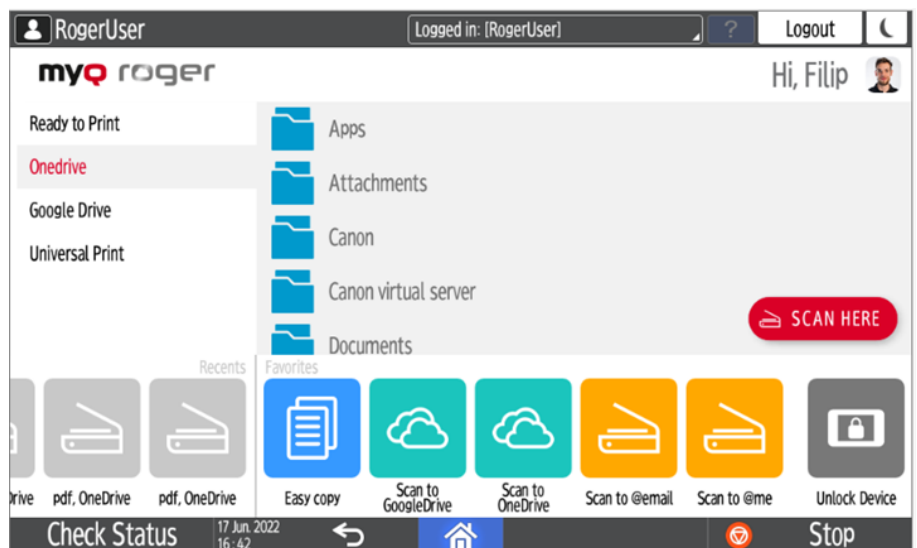 RogerUser
Logged in: [RogerUser]
?
Logout
myQ roger
Hi, Filip
Ready to Print
Onedrive
Google Drive
Universal Print
Apps
Attachments
Canon
Canon virtual server
Documents
SCAN HERE
Recents
Favorites
Drive
pdf, OneDrive
pdf, OneDrive
Easy copy
Scan to
GoogleDrive
Scan to
OneDrive
Scan to @email
Scan to @me
Unlock Device
Check Status
17 Jun. 2022
16:42
Stop